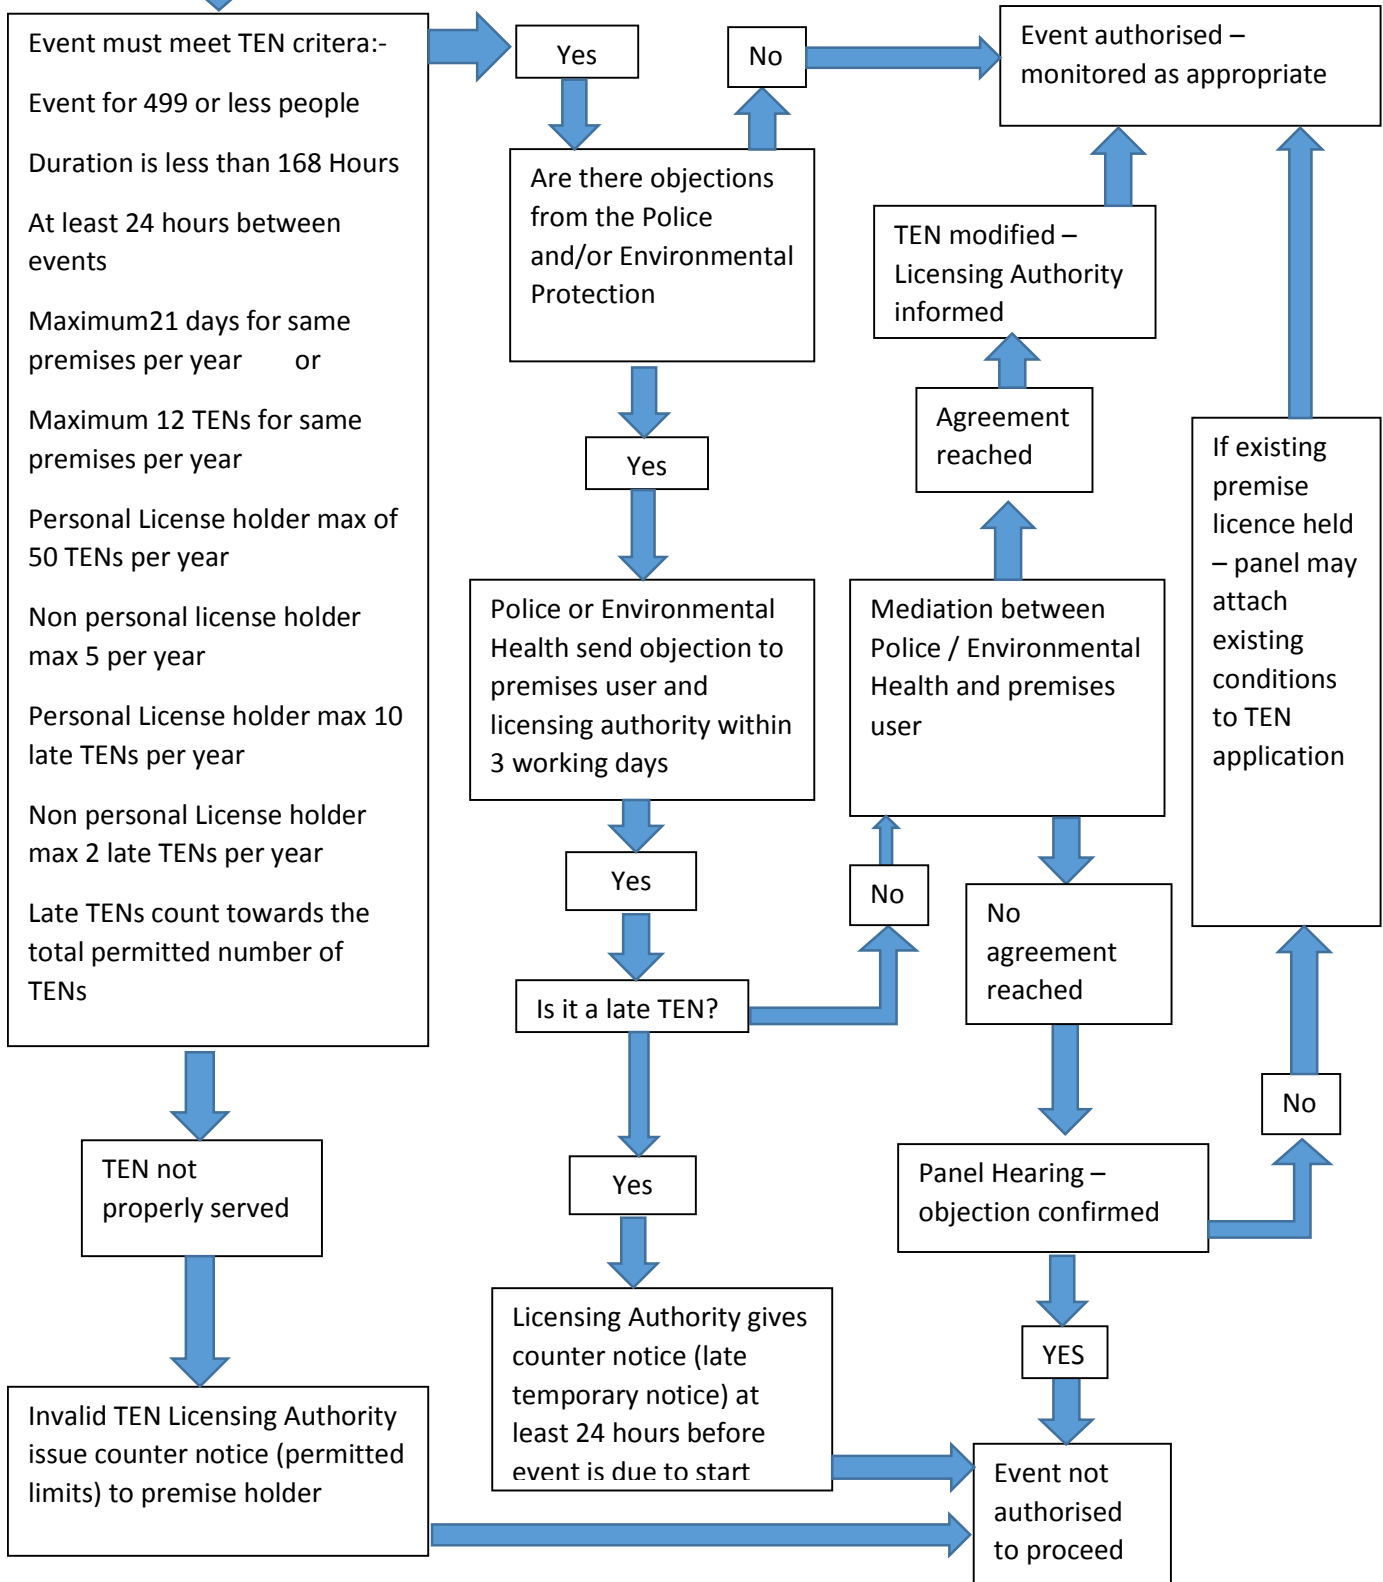 Event must meet TEN critera:-
Event for 499 or less people
Duration is less than 168 Hours
At least 24 hours between
events
Maximum21 days for same
premises per year or
Maximum 12 TENs for same
premises per year
Personal License holder max of
50 TENs per year
Non personal license holder
max 5 per year
Personal License holder max 10
late TENs per year
Non personal License holder
max 2 late TENs per year
Late TENs count towards the
total permitted number of
TENs
TEN not
properly served
Invalid TEN Licensing Authority
issue counter notice (permitted
limits) to premise holder
Yes
Are there objections
from the Police
and/or Environmental
Protection
No
Yes
Police or Environmental
Health send objection to
premises user and
licensing authority within
3 working days
Yes
Is it a late TEN?
No
Yes
Licensing Authority gives
counter notice (late
temporary notice) at
least 24 hours before
event is due to start
Event authorised –
monitored as appropriate
TEN modified –
Licensing Authority
informed
Agreement
reached
Mediation between
Police / Environmental
Health and premises
user
No
agreement
reached
Panel Hearing –
objection confirmed
YES
Event not
authorised
to proceed
No
If existing
premise
licence held
– panel may
attach
existing
conditions
to TEN
application